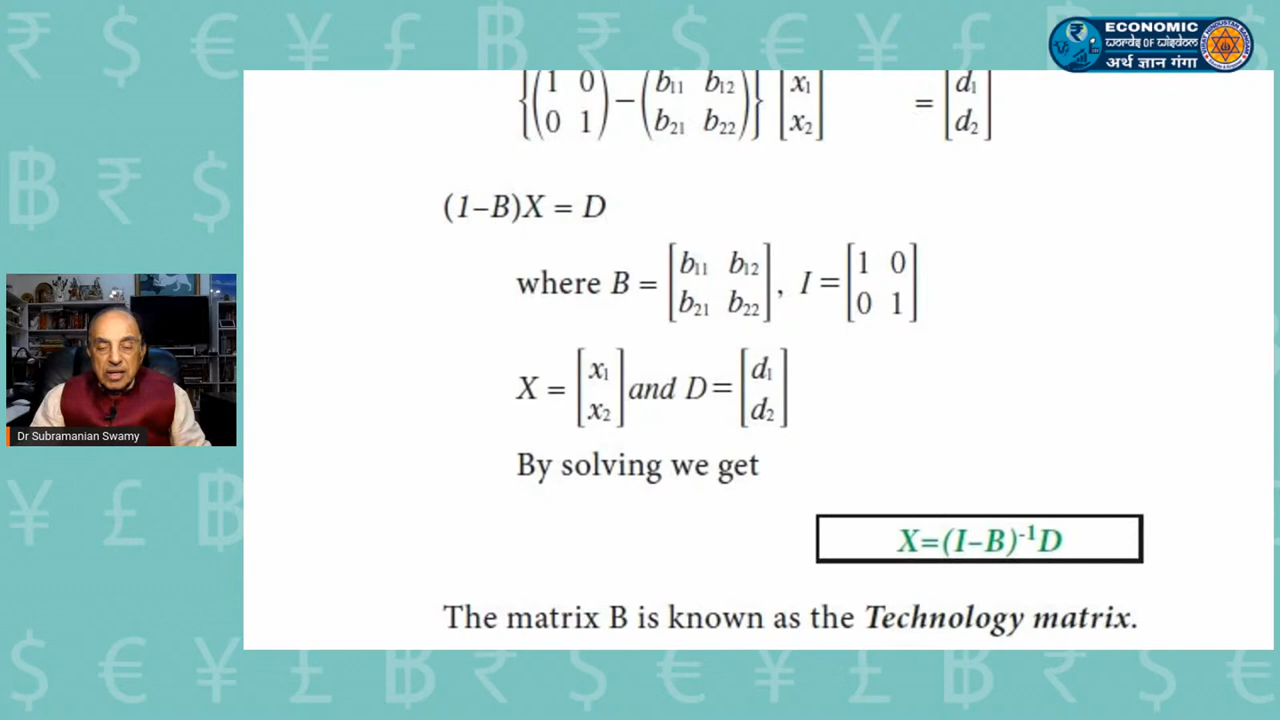 ECONOMIC
WORDS OF WISDOM
अर्थ ज्ञान गंगा
{(1 0 0 1) − (b11 b12 b21 b22)} [x1 x2] = [d1 d2]
(1–B)X = D
where B = [b11 b12 b21 b22], I = [1 0 0 1]
X = [x1 x2] and D = [d1 d2]
By solving we get
X=(I–B)-1D
The matrix B is known as the Technology matrix.
Dr Subramanian Swamy